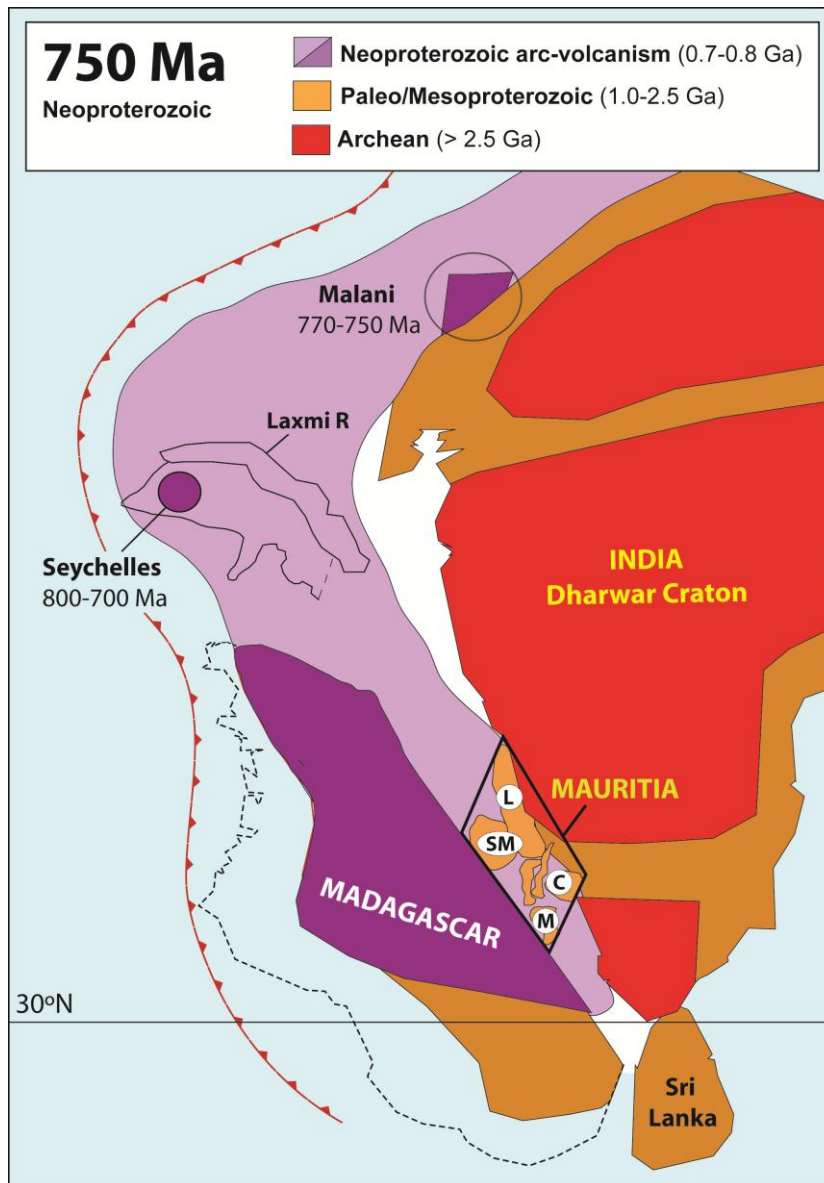 750 Ma
Neoproterozoic
Neoproterozoic arc-volcanism (0.7-0.8 Ga)
Paleo/Mesoproterozoic (1.0-2.5 Ga)
Archean (> 2.5 Ga)
Malani
770-750 Ma
Laxmi R
Seychelles
800-700 Ma
INDIA
Dharwar Craton
MAURITIA
L
SM
C
M
MADAGASCAR
30ºN
Sri
Lanka